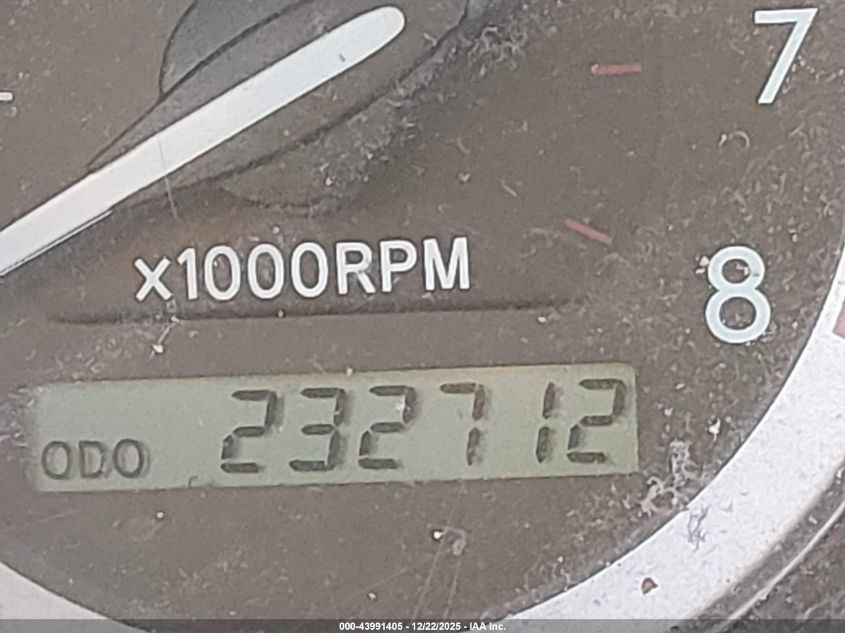 7
x1000RPM
8
ODO 232712
000-43991405 - 12/22/2025 - IAA Inc.